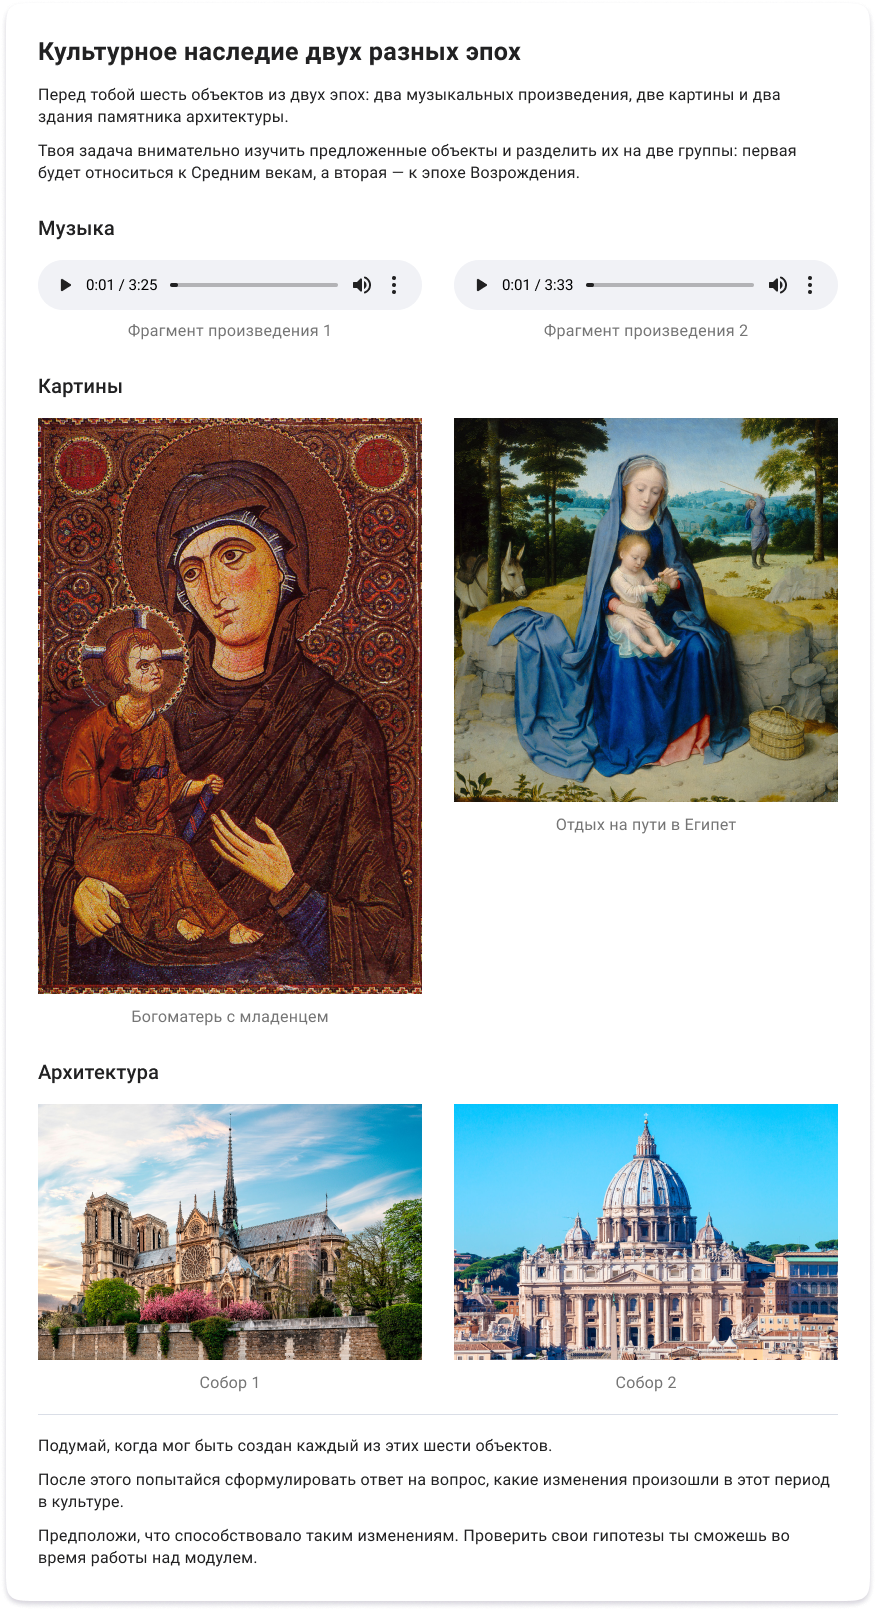 Культурное наследие двух разных эпох
Перед тобой шесть объектов из двух эпох: два музыкальных произведения, две картины и два
здания памятника архитектуры.
Твоя задача внимательно изучить предложенные объекты и разделить их на две группы: первая
будет относиться к Средним векам, а вторая — к эпохе Возрождения.
Музыка
0:01 / 3:25
0:01 / 3:33
Фрагмент произведения 1
Фрагмент произведения 2
Картины
Отдых на пути в Египет
Богоматерь с младенцем
Архитектура
Собор 1
Собор 2
Подумай, когда мог быть создан каждый из этих шести объектов.
После этого попытайся сформулировать ответ на вопрос, какие изменения произошли в этот период
в культуре.
Предположи, что способствовало таким изменениям. Проверить свои гипотезы ты сможешь во
время работы над модулем.